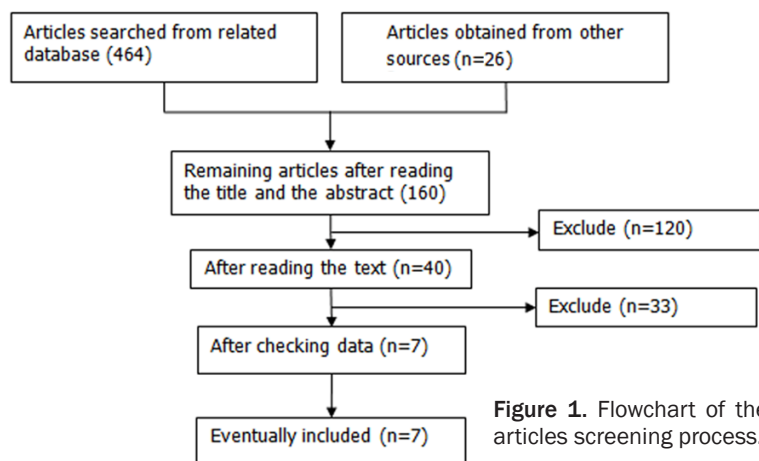 Articles searched from related
database (464)
Articles obtained from other
sources (n=26)
Remaining articles after reading
the title and the abstract (160)
Exclude (n=120)
After reading the text (n=40)
Exclude (n=33)
After checking data (n=7)
Eventually included (n=7)
Figure 1. Flowchart of the
articles screening process.